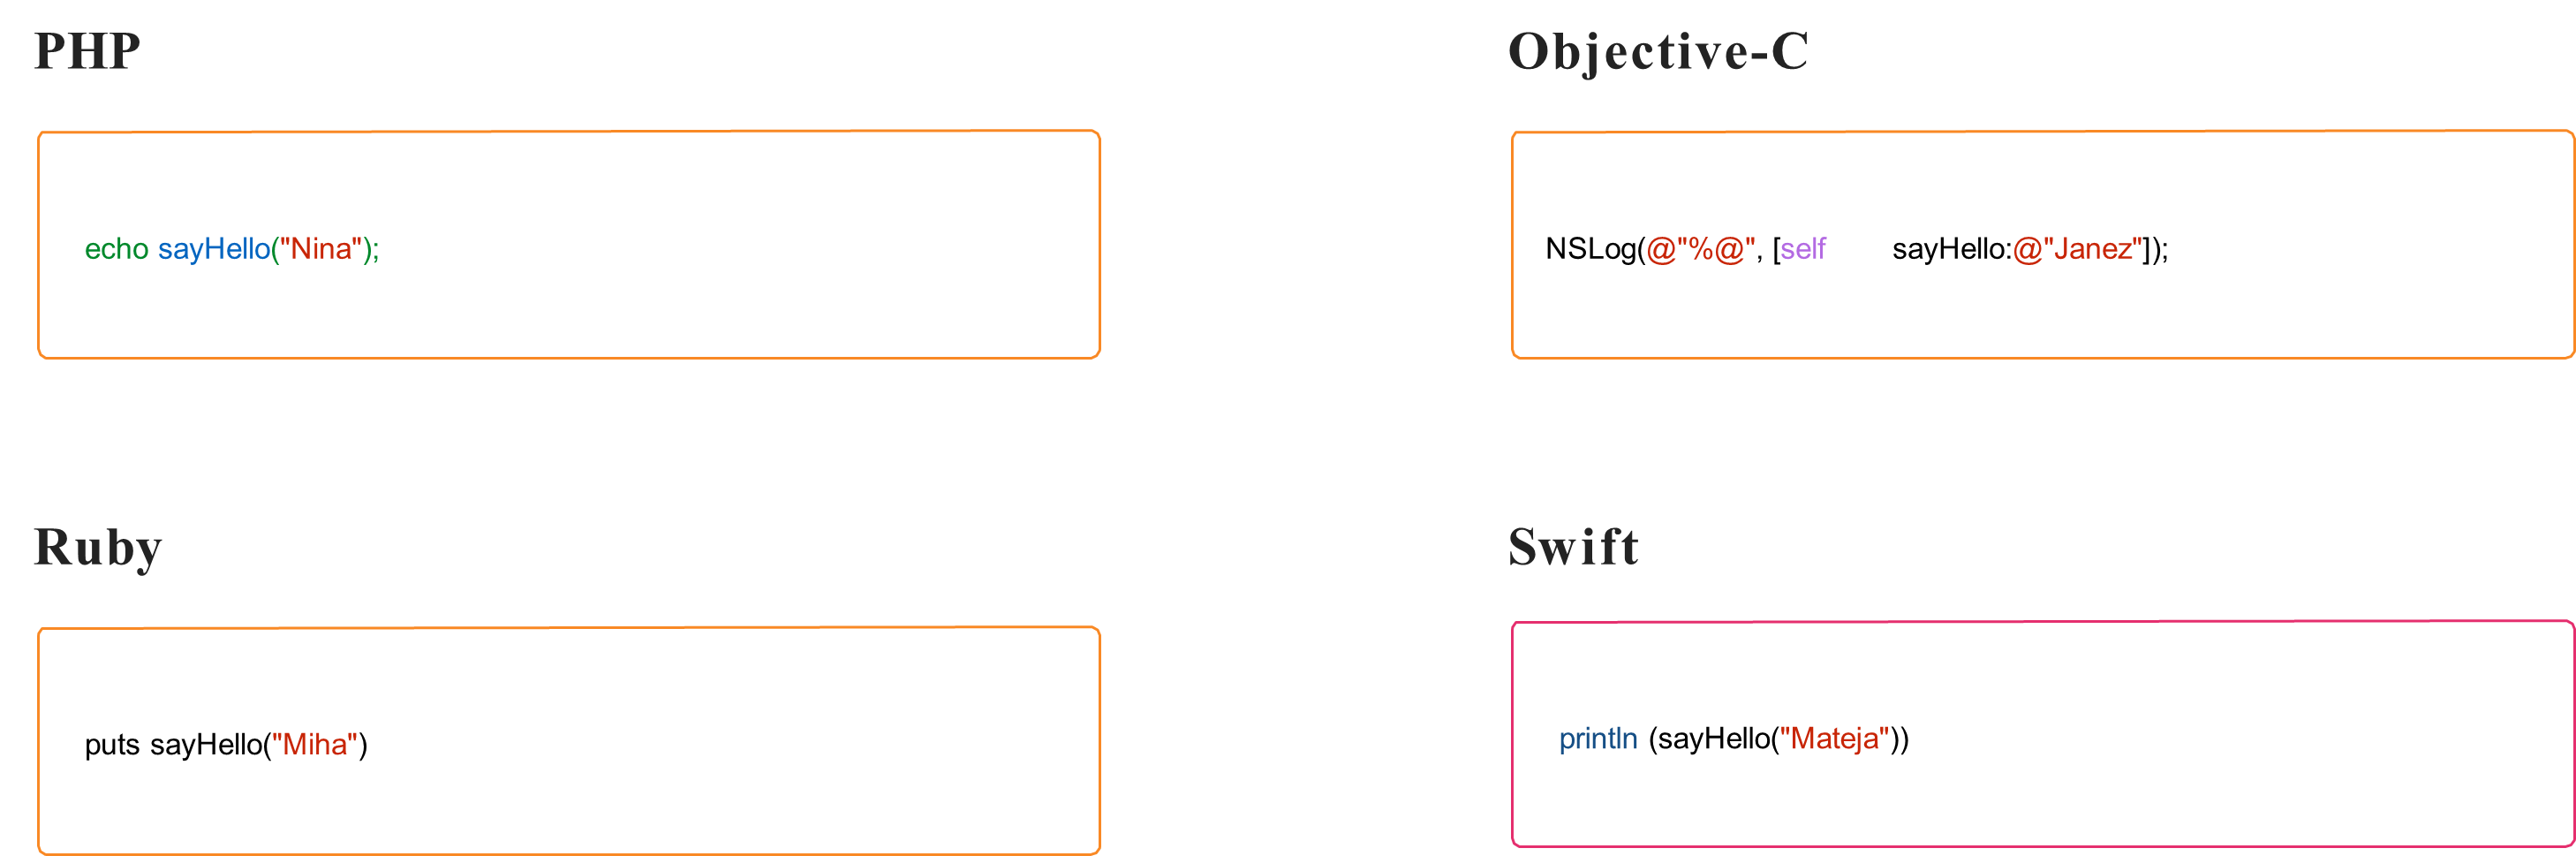 PHP
echo sayHello("Nina");
Objective-C
NSLog(@"%@", [self sayHello:@"Janez"]);
Ruby
puts sayHello("Miha")
Swift
println (sayHello("Mateja"))